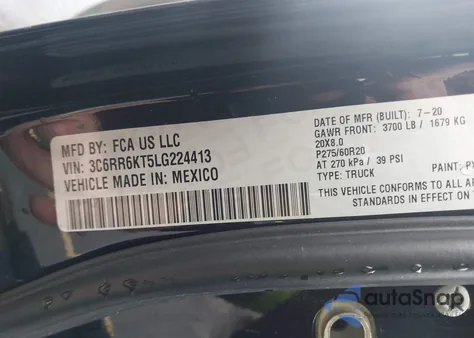 MFD BY: FCA US LLC
VIN: 3C6RR6KT5LG224413
VEHICLE MADE IN: MEXICO
DATE OF MFR (BUILT): 7-20
GAWR FRONT: 3700 LB / 1679 KG
20X8.0
P275/60R20
AT 270 kPa / 39 PSI
TYPE: TRUCK
PAINT: PX
THIS VEHICLE CONFORMS TO ALL
STANDARDS IN EFFECT ON
autoSnap